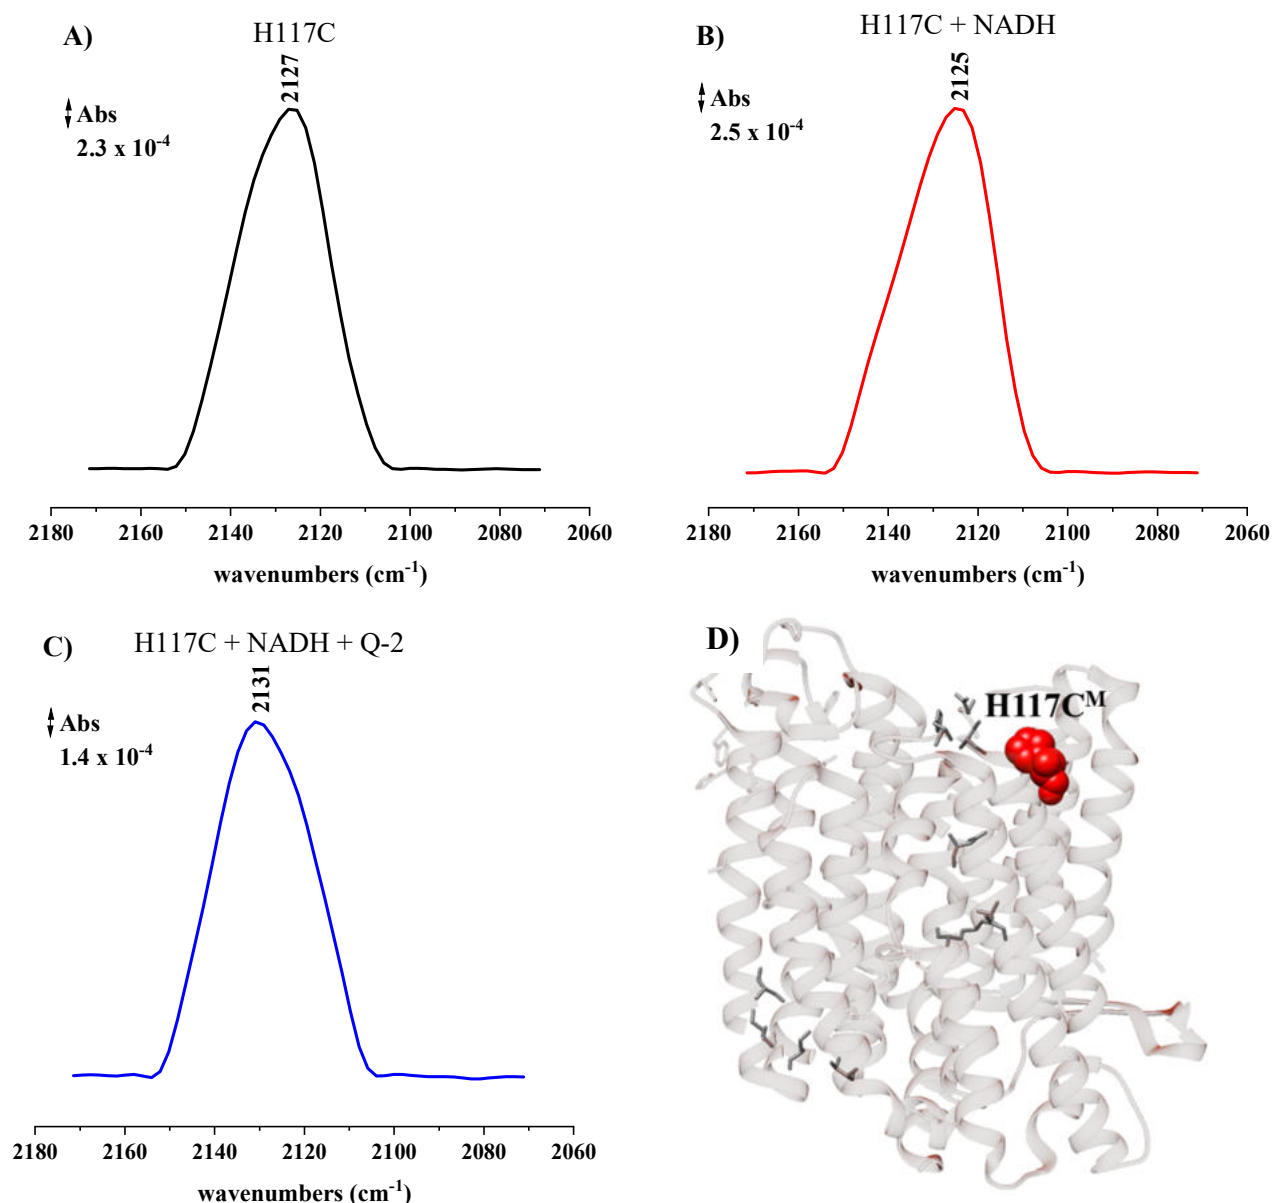 A)
H117C
2127
Abs
2.3 x 10⁻⁴
2180 2160 2140 2120 2100 2080 2060
wavenumbers (cm⁻¹)
B)
H117C + NADH
2125
Abs
2.5 x 10⁻⁴
2180 2160 2140 2120 2100 2080 2060
wavenumbers (cm⁻¹)
C)
H117C + NADH + Q-2
2131
Abs
1.4 x 10⁻⁴
2180 2160 2140 2120 2100 2080 2060
wavenumbers (cm⁻¹)
D)
H117Cᴹ